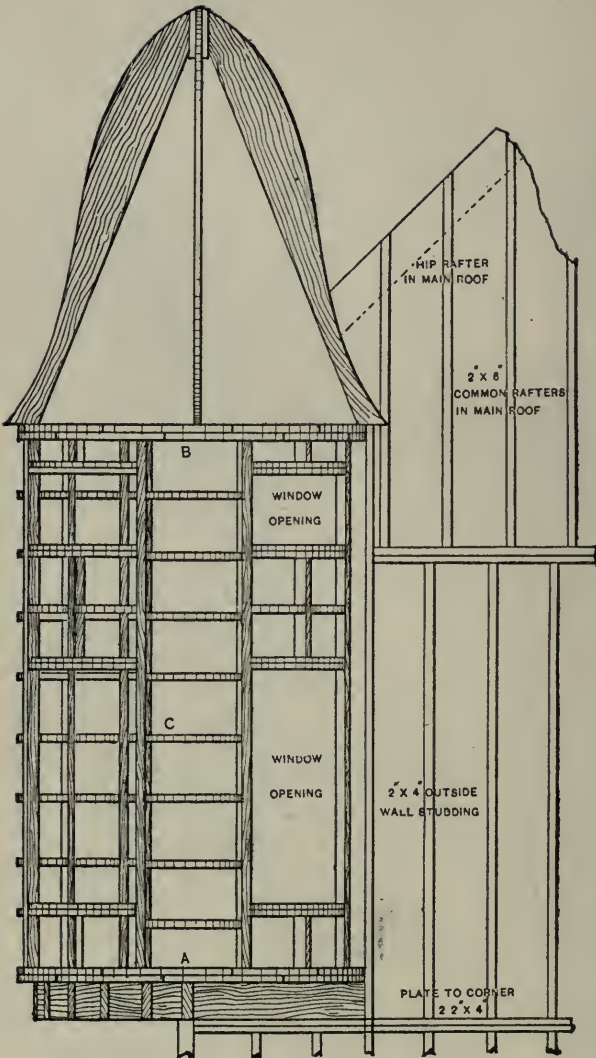 HIP RAFTER
IN MAIN ROOF
2" X 6"
COMMON RAFTERS
IN MAIN ROOF
B
WINDOW
OPENING
C
WINDOW
OPENING
2" X 4" OUTSIDE
WALL STUDDING
A
PLATE TO CORNER
2 2" X 4"